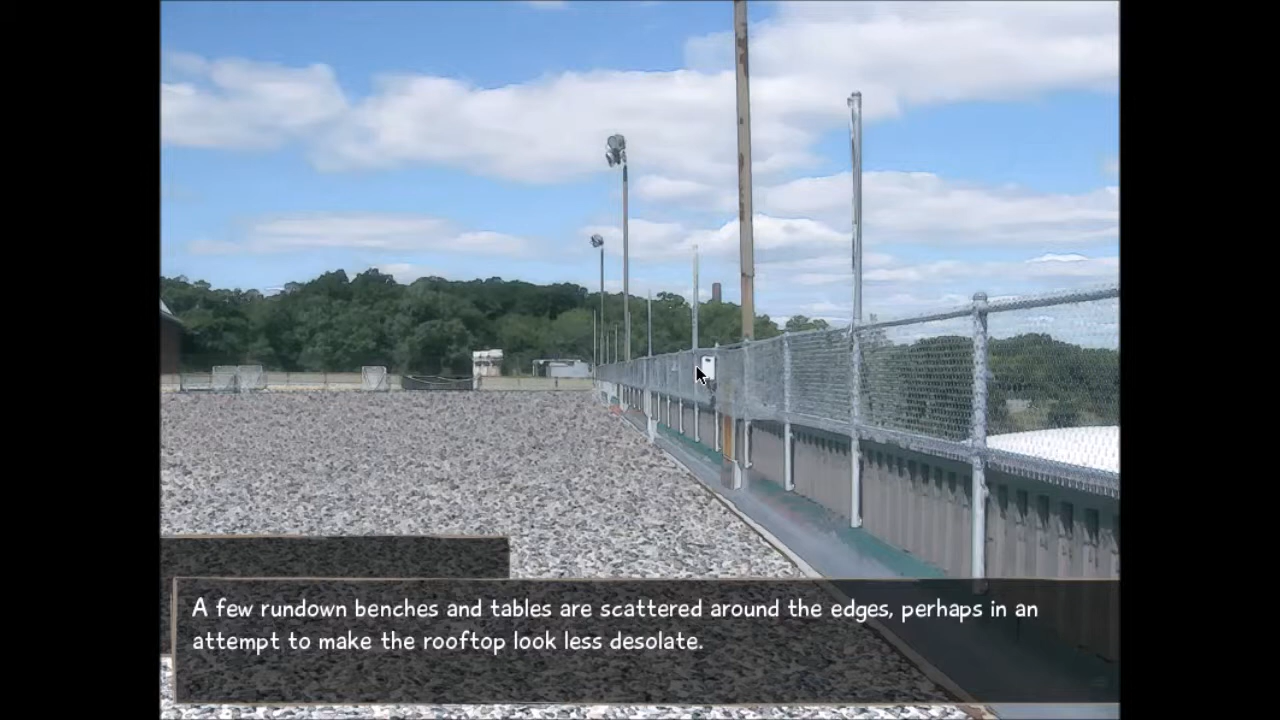 A few rundown benches and tables are scattered around the edges, perhaps in an
attempt to make the rooftop look less desolate.